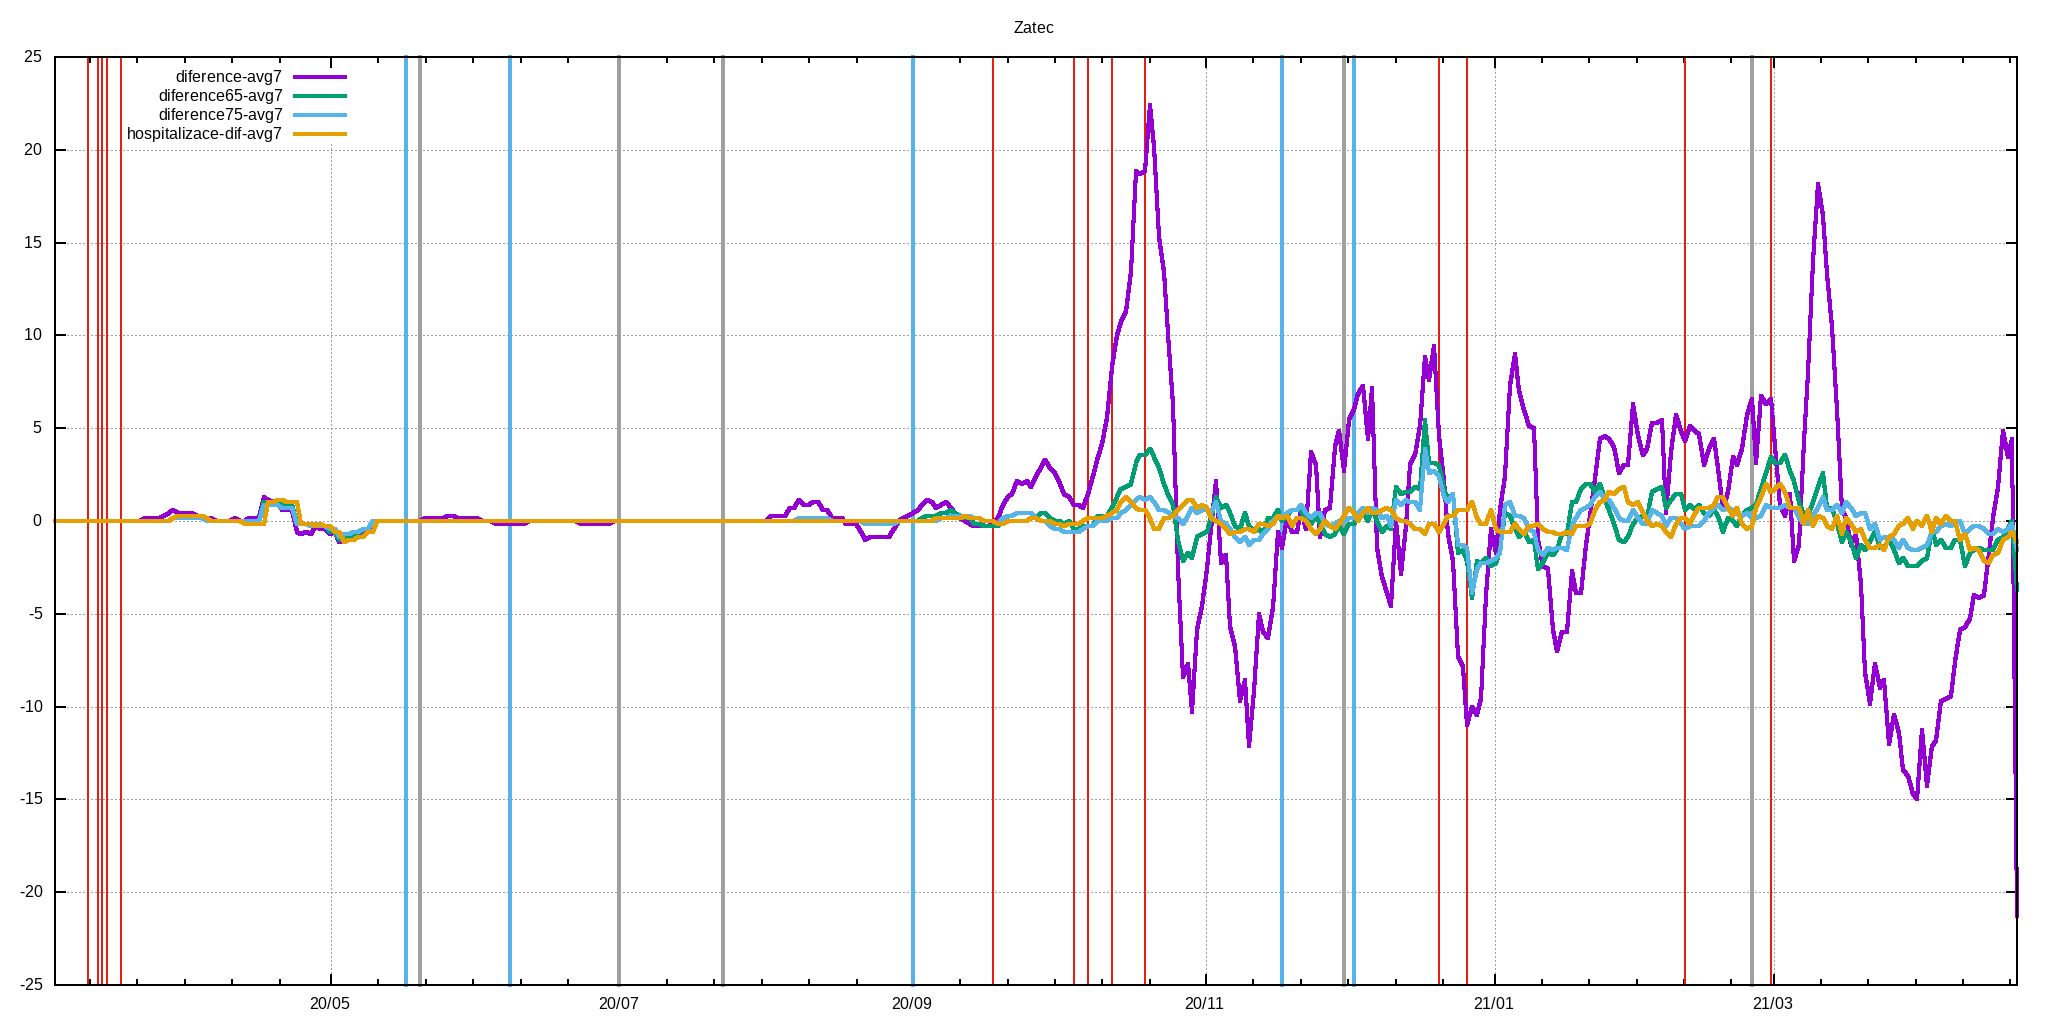 Zatec
25
diference-avg7
diference65-avg7
diference75-avg7
hospitalizace-dif-avg7
20
15
10
5
0
-5
-10
-15
-20
-25
20/05 20/07 20/09 20/11 21/01 21/03